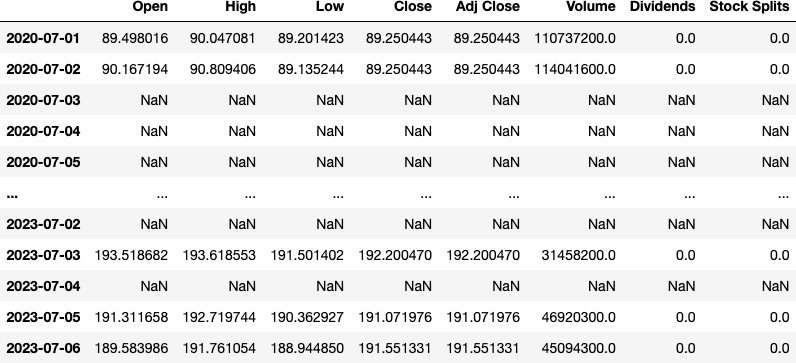 Open High Low Close Adj Close Volume Dividends Stock Splits
2020-07-01 89.498016 90.047081 89.201423 89.250443 89.250443 110737200.0 0.0 0.0
2020-07-02 90.167194 90.809406 89.135244 89.250443 89.250443 114041600.0 0.0 0.0
2020-07-03 NaN NaN NaN NaN NaN NaN NaN NaN
2020-07-04 NaN NaN NaN NaN NaN NaN NaN NaN
2020-07-05 NaN NaN NaN NaN NaN NaN NaN NaN
... ... ... ... ... ... ... ... ...
2023-07-02 NaN NaN NaN NaN NaN NaN NaN NaN
2023-07-03 193.518682 193.618553 191.501402 192.200470 192.200470 31458200.0 0.0 0.0
2023-07-04 NaN NaN NaN NaN NaN NaN NaN NaN
2023-07-05 191.311658 192.719744 190.362927 191.071976 191.071976 46920300.0 0.0 0.0
2023-07-06 189.583986 191.761054 188.944850 191.551331 191.551331 45094300.0 0.0 0.0